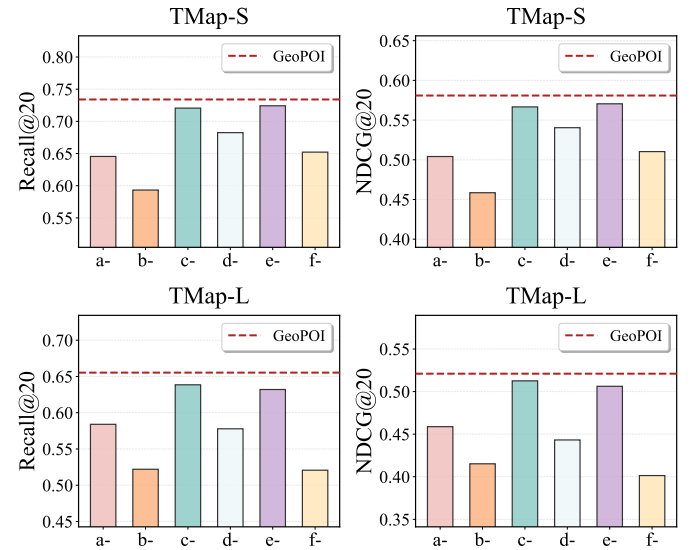 TMap-S
Recall@20
0.80
0.75
0.70
0.65
0.60
0.55
GeoPOI
a- b- c- d- e- f-
TMap-S
NDCG@20
0.65
0.60
0.55
0.50
0.45
0.40
GeoPOI
a- b- c- d- e- f-
TMap-L
Recall@20
0.70
0.65
0.60
0.55
0.50
0.45
GeoPOI
a- b- c- d- e- f-
TMap-L
NDCG@20
0.55
0.50
0.45
0.40
0.35
GeoPOI
a- b- c- d- e- f-